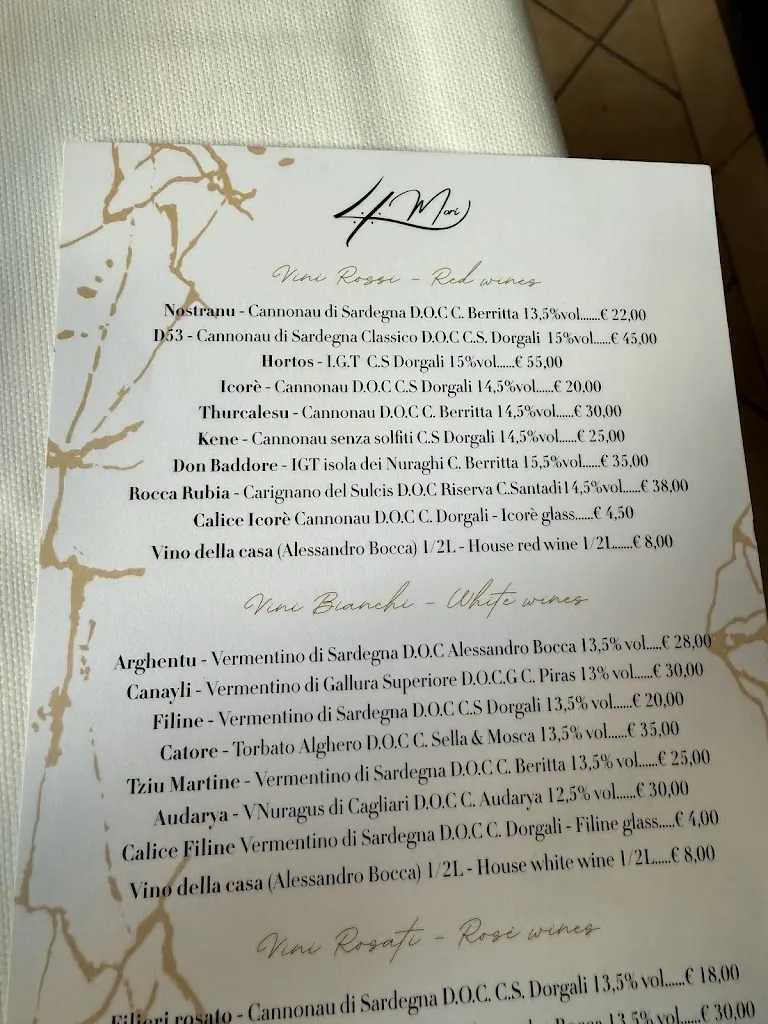 4 Mori
Vini Rossi - Red wines
Nostranu - Cannonau di Sardegna D.O.C C. Berritta 13,5%vol......€ 22,00
D53 - Cannonau di Sardegna Classico D.O.C C.S. Dorgali 15%vol......€ 45,00
Hortos - I.G.T C.S Dorgali 15%vol......€ 55,00
Icorè - Cannonau D.O.C C.S Dorgali 14,5%vol......€ 20,00
Thurcalesu - Cannonau D.O.C C. Berritta 14,5%vol......€ 30,00
Kene - Cannonau senza solfiti C.S Dorgali 14,5%vol......€ 25,00
Don Baddore - IGT isola dei Nuraghi C. Berritta 15,5%vol......€ 35,00
Rocca Rubia - Carignano del Sulcis D.O.C Riserva C.Santadi 14,5%vol......€ 38,00
Calice Icorè Cannonau D.O.C C. Dorgali - Icorè glass......€ 4,50
Vino della casa (Alessandro Bocca) 1/2L - House red wine 1/2L......€ 8,00
Vini Bianchi - White wines
Arghentu - Vermentino di Sardegna D.O.C Alessandro Bocca 13,5% vol.....€ 28,00
Canayli - Vermentino di Gallura Superiore D.O.C.G C. Piras 13% vol......€ 30,00
Filine - Vermentino di Sardegna D.O.C C.S Dorgali 13,5% vol......€ 20,00
Catore - Torbato Alghero D.O.C C. Sella & Mosca 13,5% vol......€ 35,00
Tziu Martine - Vermentino di Sardegna D.O.C C. Beritta 13,5% vol......€ 25,00
Audarya - VNuragus di Cagliari D.O.C C. Audarya 12,5% vol......€ 30,00
Calice Filine Vermentino di Sardegna D.O.C C. Dorgali - Filine glass.....€ 4,00
Vino della casa (Alessandro Bocca) 1/2L - House white wine 1/2L.....€ 8,00
Vini Rosati - Rosè wines
Filieri rosato - Cannonau di Sardegna D.O.C. C.S. Dorgali 13,5% vol......€ 18,00
Bocca 13,5% vol......€ 30,00